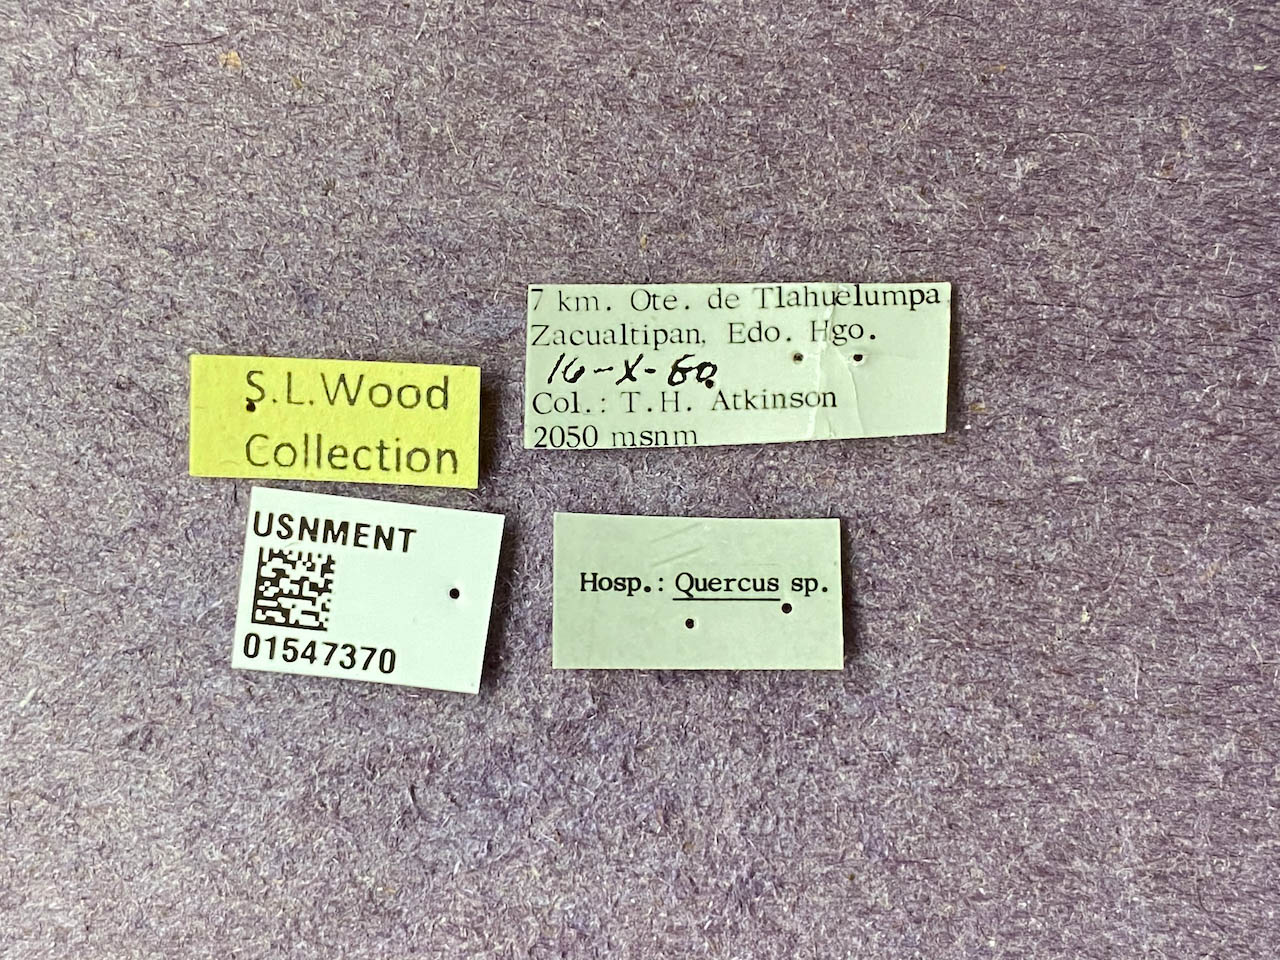 S.L.Wood
Collection
7 km. Ote. de Tlahuelumpa
Zacualtipan, Edo. Hgo.
16-X-80
Col.: T.H. Atkinson
2050 msnm
USNMENT
01547370
Hosp.: Quercus sp.